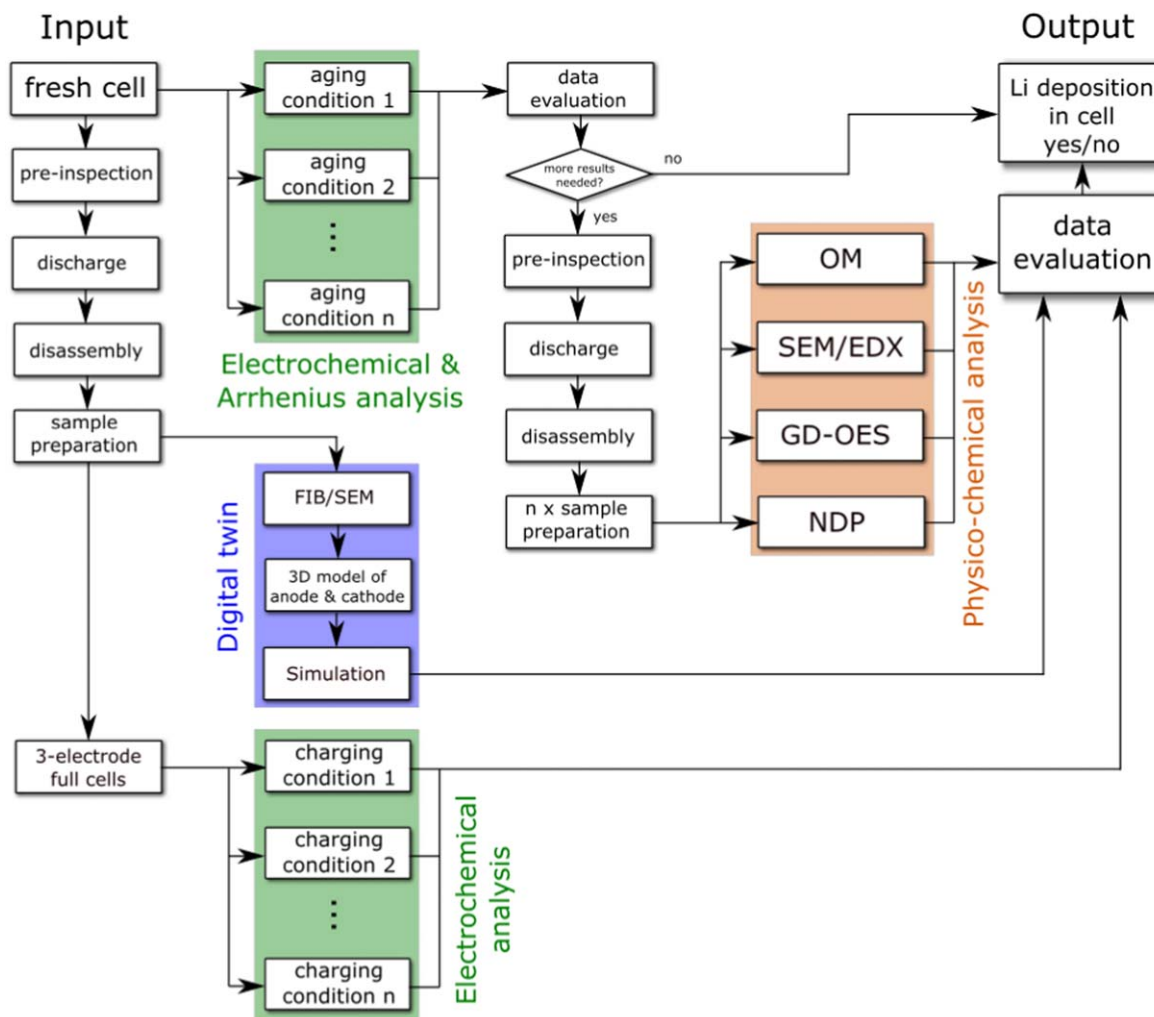 Input
fresh cell
pre-inspection
discharge
disassembly
sample
preparation
3-electrode
full cells
aging
condition 1
aging
condition 2
⋮
aging
condition n
Electrochemical &
Arrhenius analysis
Digital twin
FIB/SEM
3D model of
anode & cathode
Simulation
charging
condition 1
charging
condition 2
⋮
charging
condition n
Electrochemical
analysis
data
evaluation
more results
needed?
no
yes
pre-inspection
discharge
disassembly
n x sample
preparation
OM
SEM/EDX
GD-OES
NDP
Physico-chemical analysis
Output
Li deposition
in cell
yes/no
data
evaluation